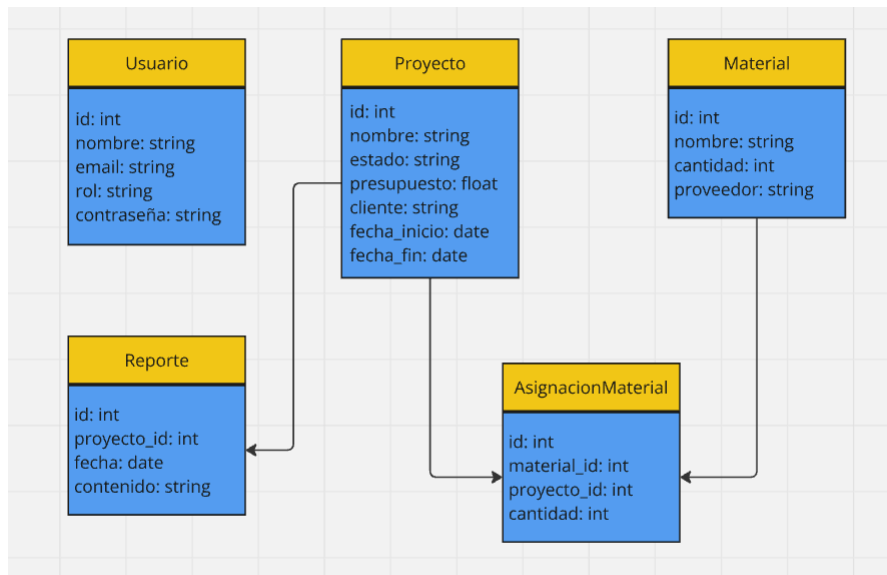 Usuario
id: int
nombre: string
email: string
rol: string
contraseña: string
Proyecto
id: int
nombre: string
estado: string
presupuesto: float
cliente: string
fecha_inicio: date
fecha_fin: date
Material
id: int
nombre: string
cantidad: int
proveedor: string
Reporte
id: int
proyecto_id: int
fecha: date
contenido: string
AsignacionMaterial
id: int
material_id: int
proyecto_id: int
cantidad: int